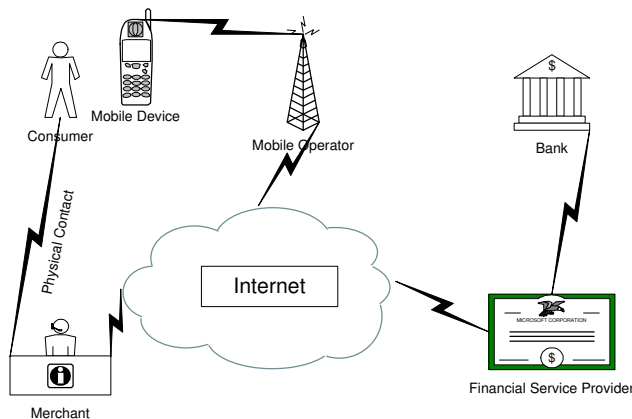 $
Mobile Device
Consumer
Mobile Operator
Bank
Physical Contact
Internet
MICROSOFT CORPORATION
$
i
Financial Service Provider
Merchant